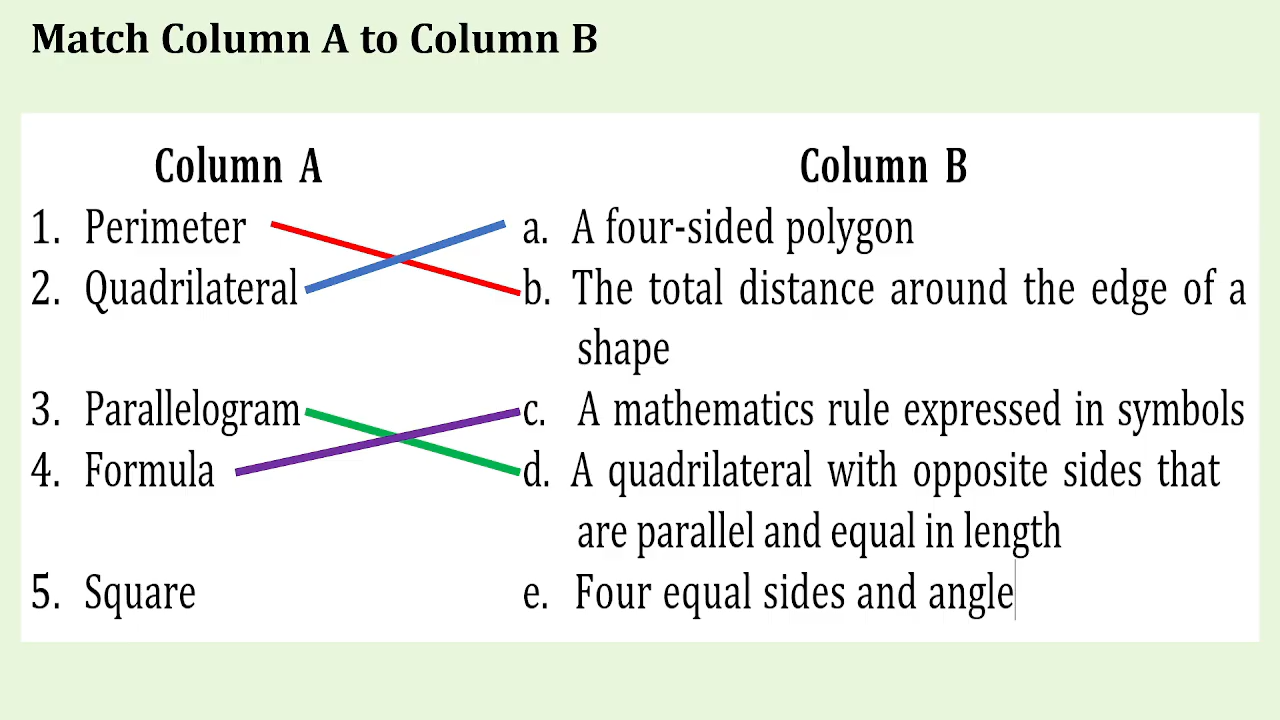 Match Column A to Column B
Column A Column B
1. Perimeter a. A four-sided polygon
2. Quadrilateral b. The total distance around the edge of a
shape
3. Parallelogram c. A mathematics rule expressed in symbols
4. Formula d. A quadrilateral with opposite sides that
are parallel and equal in length
5. Square e. Four equal sides and angle